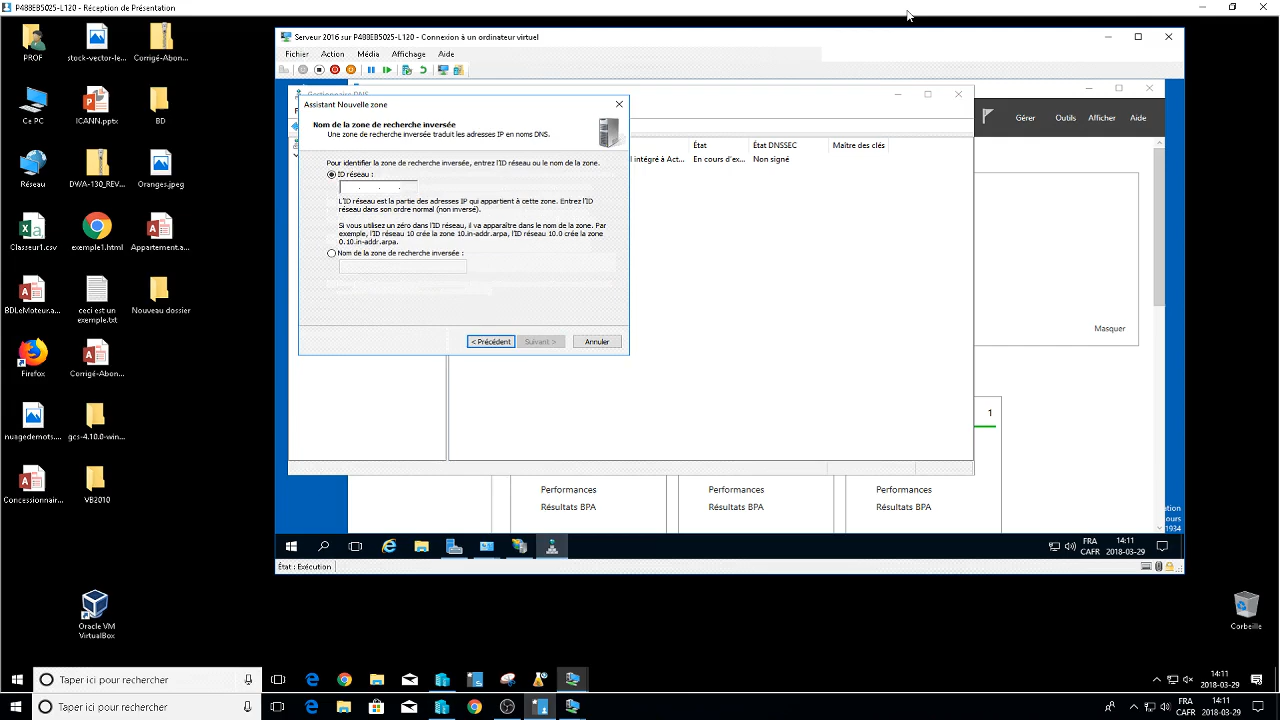 P488EB5025-L120 - Réception de Présentation
PROF
stock-vector-le...
Corrigé-Abon...
Ce PC
ICANN.pptx
BD
Réseau
DWA-130_REV...
Oranges.jpeg
Classeur1.csv
exemple1.html
Appartement.a...
BDLeMoteur.a...
ceci est un
exemple.txt
Nouveau dossier
Firefox
Corrigé-Abon...
nuagedemots....
gcs-4.10.0-win...
Concessionnair...
VB2010
Oracle VM
VirtualBox
Corbeille
Serveur 2016 sur P488EB5025-L120 - Connexion à un ordinateur virtuel
Fichier Action Média Affichage Aide
Gestionnaire DNS
Gérer Outils Afficher Aide
État État DNSSEC Maître des clés
l intégré à Act... En cours d'ex... Non signé
Assistant Nouvelle zone
Nom de la zone de recherche inversée
Une zone de recherche inversée traduit les adresses IP en noms DNS.
Pour identifier la zone de recherche inversée, entrez l'ID réseau ou le nom de la zone.
ID réseau :
. . .
L'ID réseau est la partie des adresses IP qui appartient à cette zone. Entrez l'ID
réseau dans son ordre normal (non inversé).
Si vous utilisez un zéro dans l'ID réseau, il va apparaître dans le nom de la zone. Par
exemple, l'ID réseau 10 crée la zone 10.in-addr.arpa, l'ID réseau 10.0 crée la zone
0.10.in-addr.arpa.
Nom de la zone de recherche inversée :
< Précédent Suivant > Annuler
Masquer
1
Performances Performances Performances
Résultats BPA Résultats BPA Résultats BPA
ation
ours
1934
FRA
CAFR
14:11
2018-03-29
État : Exécution
Taper ici pour rechercher
14:11
2018-03-29
Taper ici pour rechercher
FRA
CAFR
14:11
2018-03-29